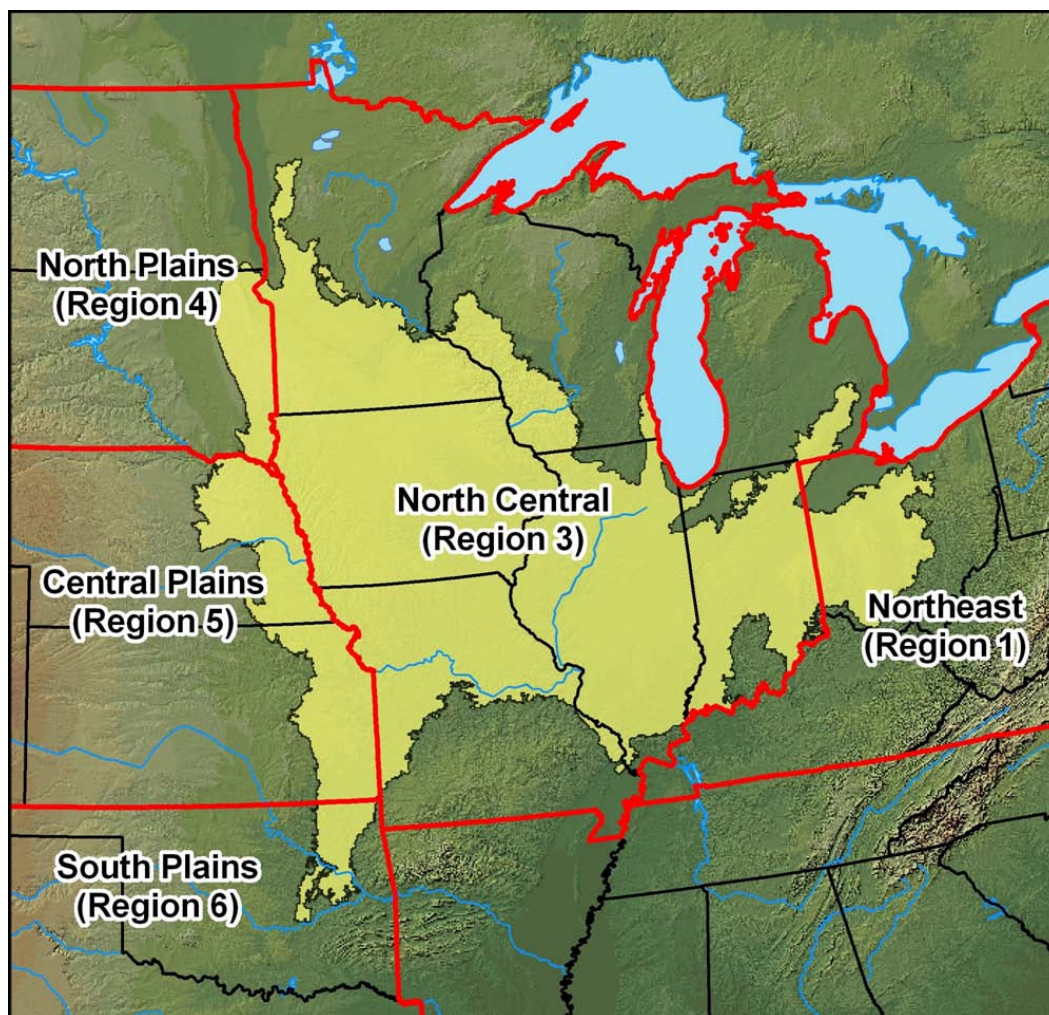 North Plains
(Region 4)
North Central
(Region 3)
Central Plains
(Region 5)
Northeast
(Region 1)
South Plains
(Region 6)